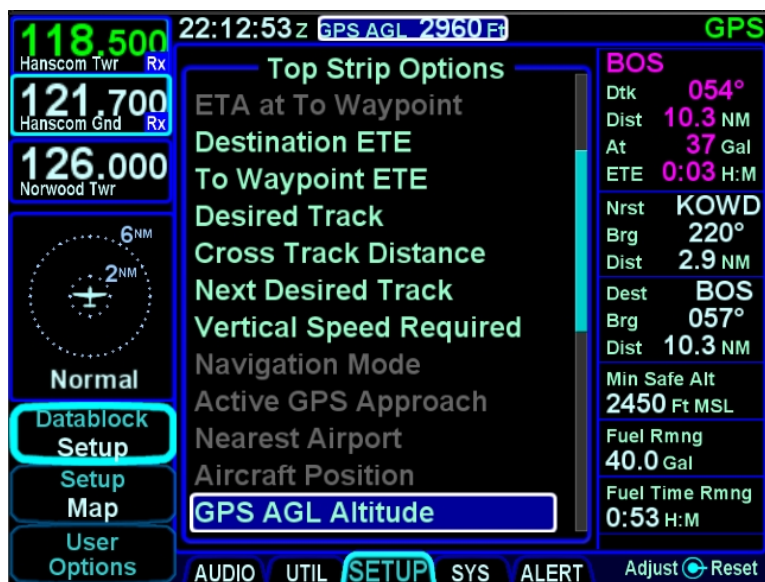 118.500
Hanscom Twr Rx
121.700
Hanscom Gnd Rx
126.000
Norwood Twr
6NM
2NM
Normal
Datablock
Setup
Setup
Map
User
Options
22:12:53 Z GPS AGL 2960 Ft
GPS
Top Strip Options
ETA at To Waypoint
Destination ETE
To Waypoint ETE
Desired Track
Cross Track Distance
Next Desired Track
Vertical Speed Required
Navigation Mode
Active GPS Approach
Nearest Airport
Aircraft Position
GPS AGL Altitude
BOS
Dtk 054°
Dist 10.3 NM
At 37 Gal
ETE 0:03 H:M
Nrst KOWD
Brg 220°
Dist 2.9 NM
Dest BOS
Brg 057°
Dist 10.3 NM
Min Safe Alt
2450 Ft MSL
Fuel Rmng
40.0 Gal
Fuel Time Rmng
0:53 H:M
AUDIO UTIL SETUP SYS ALERT
Adjust Reset